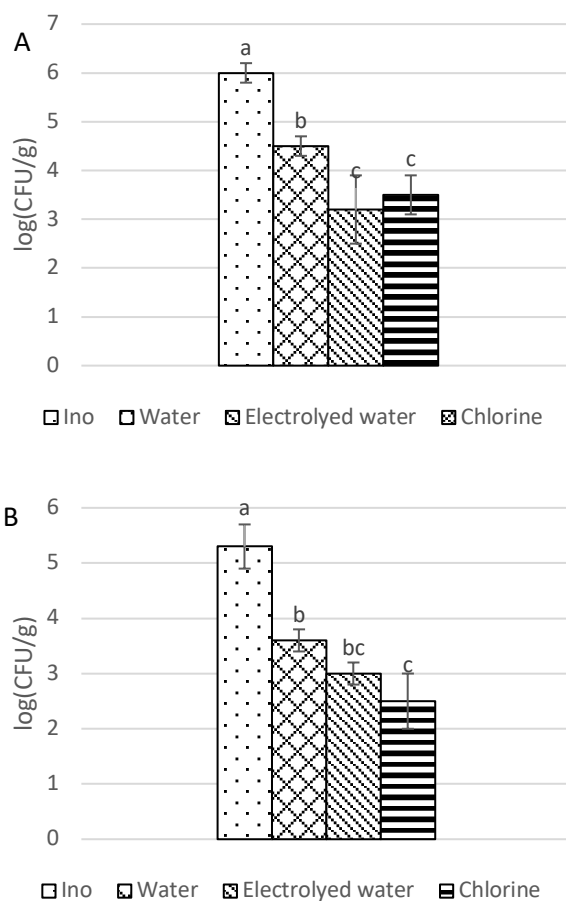 A
7
6
5
4
3
2
1
0
log(CFU/g)
a
b
c
c
Ino Water Electrolyed water Chlorine
B
6
5
4
3
2
1
0
log(CFU/g)
a
b
bc
c
Ino Water Electrolyed water Chlorine